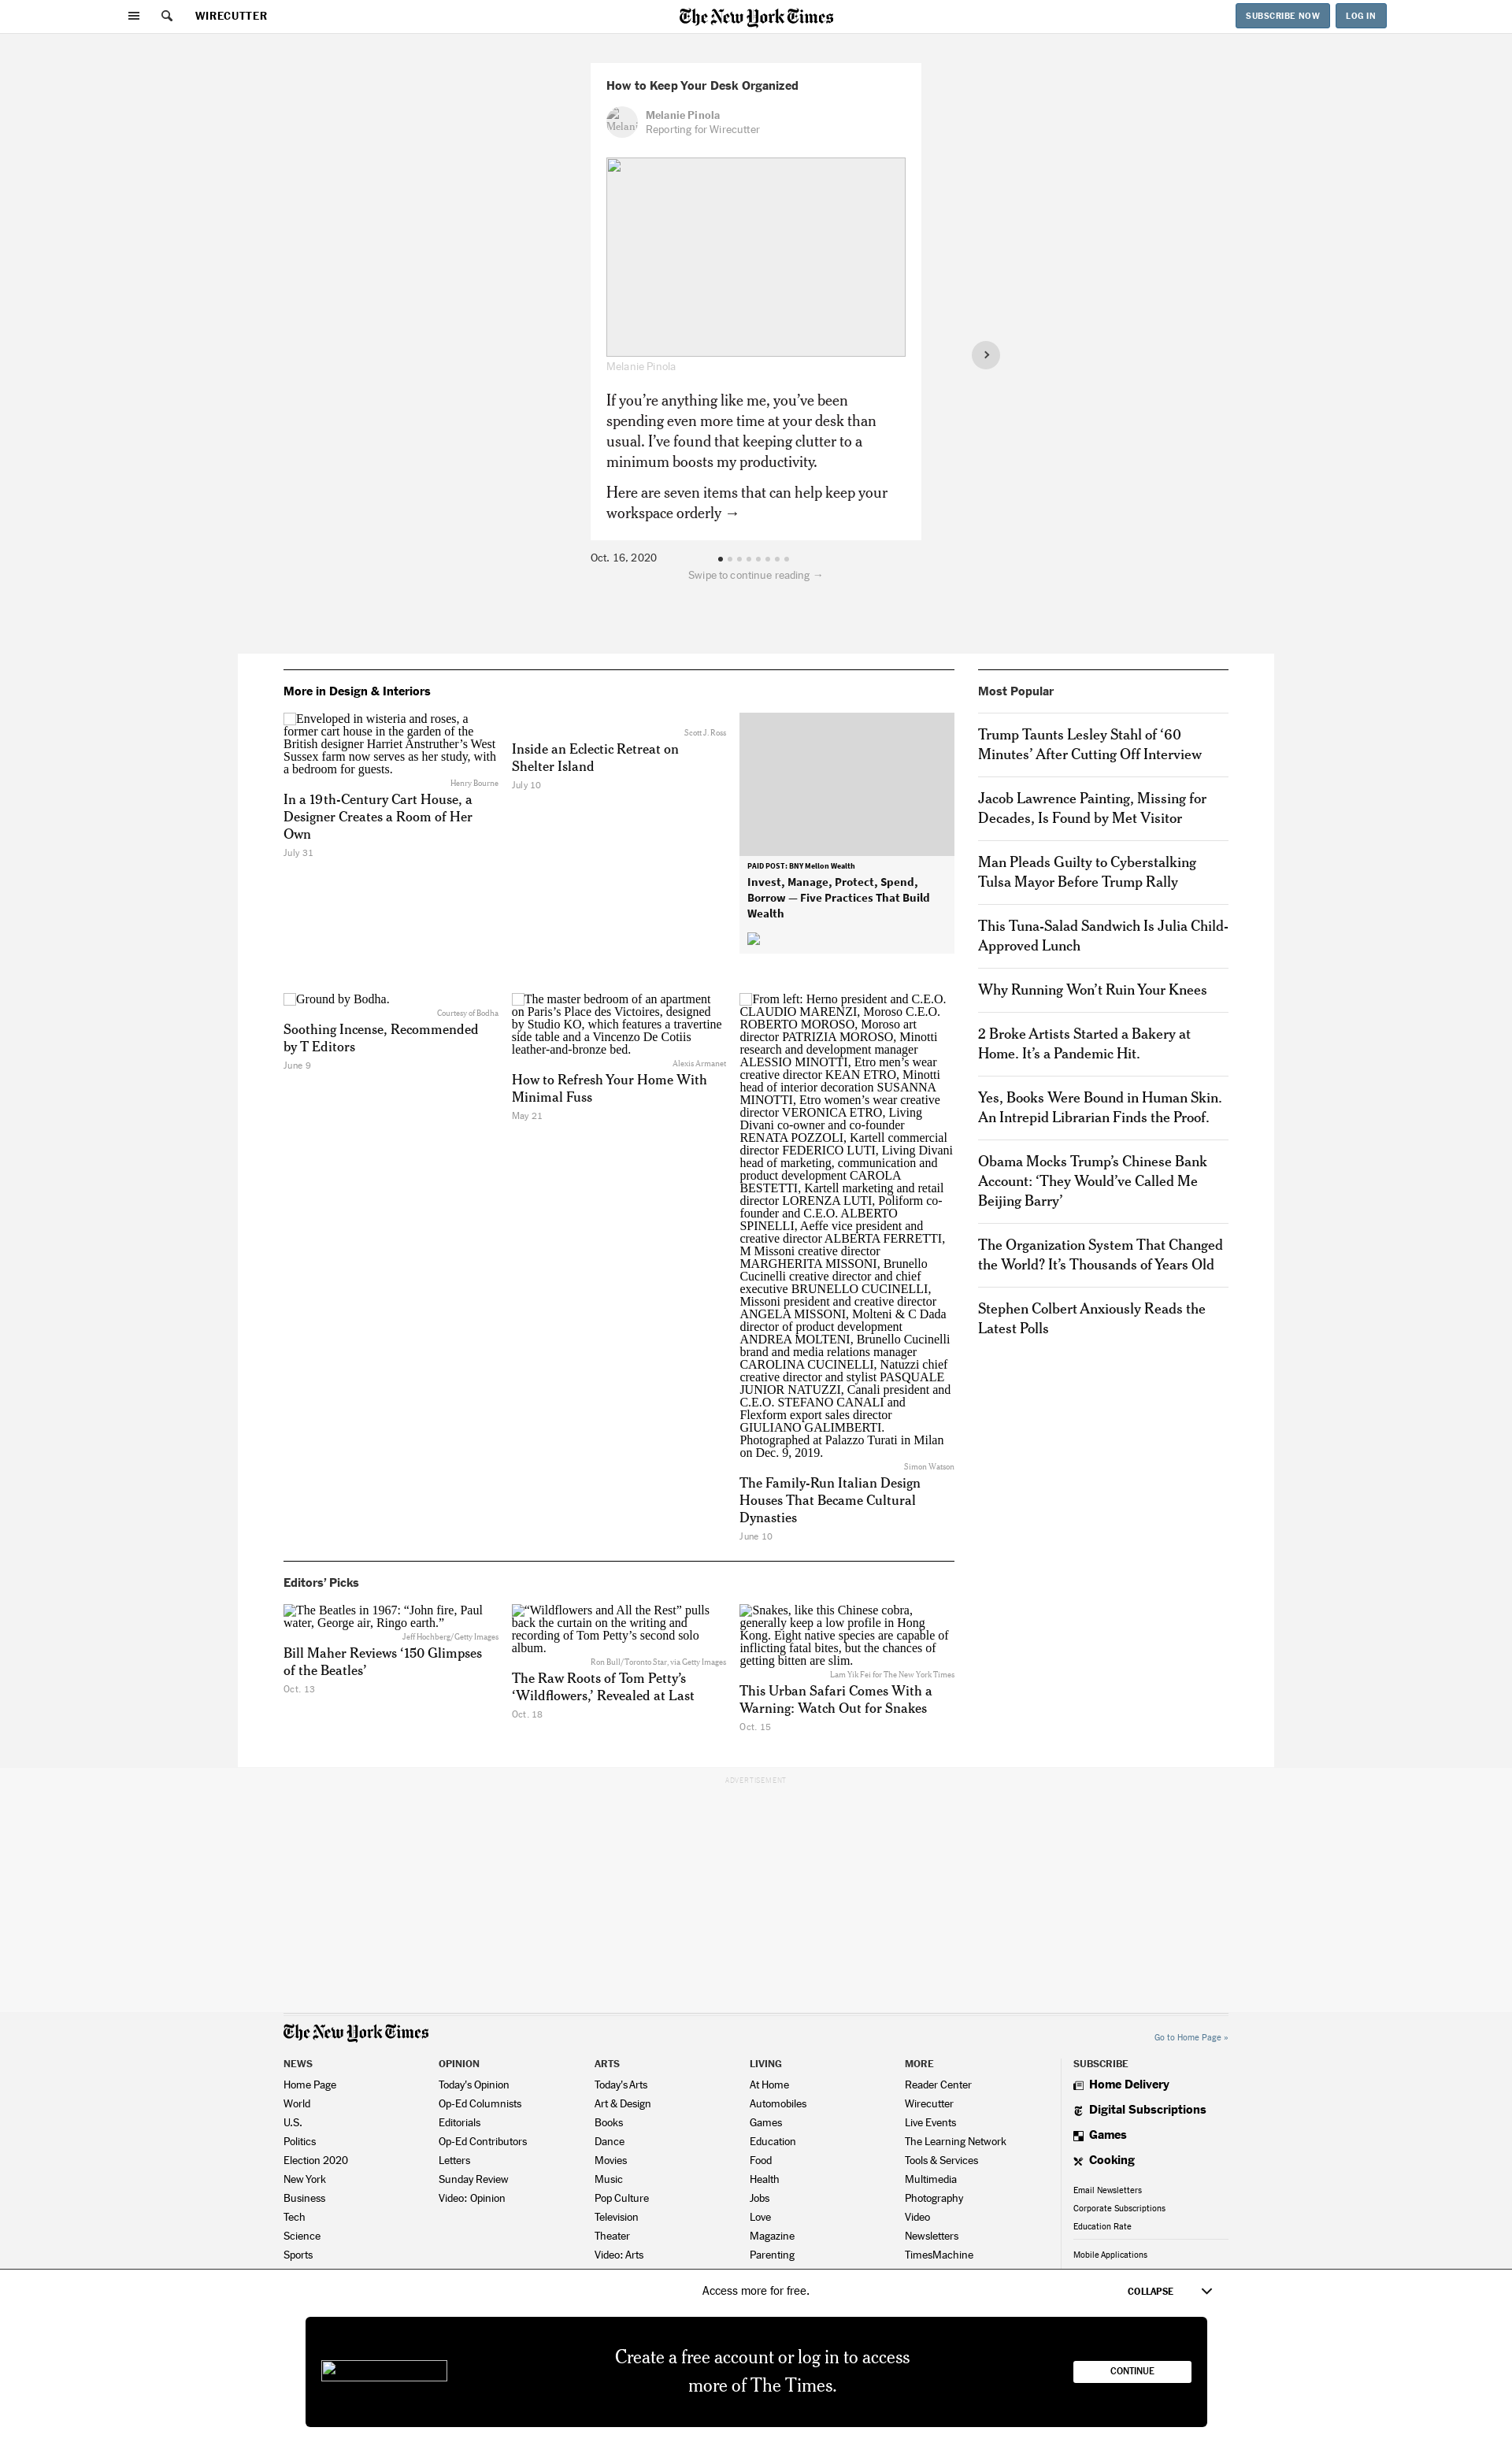 WIRECUTTER
The New York Times
SUBSCRIBE NOW
LOG IN
How to Keep Your Desk Organized
Melani
Melanie Pinola
Reporting for Wirecutter
Melanie Pinola
If you’re anything like me, you’ve been
spending even more time at your desk than
usual. I’ve found that keeping clutter to a
minimum boosts my productivity.
Here are seven items that can help keep your
workspace orderly →
Oct. 16, 2020
Swipe to continue reading →
More in Design & Interiors
Enveloped in wisteria and roses, a
former cart house in the garden of the
British designer Harriet Anstruther’s West
Sussex farm now serves as her study, with
a bedroom for guests.
Henry Bourne
In a 19th-Century Cart House, a
Designer Creates a Room of Her
Own
July 31
Scott J. Ross
Inside an Eclectic Retreat on
Shelter Island
July 10
PAID POST: BNY Mellon Wealth
Invest, Manage, Protect, Spend,
Borrow — Five Practices That Build
Wealth
Ground by Bodha.
Courtesy of Bodha
Soothing Incense, Recommended
by T Editors
June 9
The master bedroom of an apartment
on Paris’s Place des Victoires, designed
by Studio KO, which features a travertine
side table and a Vincenzo De Cotiis
leather-and-bronze bed.
Alexis Armanet
How to Refresh Your Home With
Minimal Fuss
May 21
From left: Herno president and C.E.O.
CLAUDIO MARENZI, Moroso C.E.O.
ROBERTO MOROSO, Moroso art
director PATRIZIA MOROSO, Minotti
research and development manager
ALESSIO MINOTTI, Etro men’s wear
creative director KEAN ETRO, Minotti
head of interior decoration SUSANNA
MINOTTI, Etro women’s wear creative
director VERONICA ETRO, Living
Divani co-owner and co-founder
RENATA POZZOLI, Kartell commercial
director FEDERICO LUTI, Living Divani
head of marketing, communication and
product development CAROLA
BESTETTI, Kartell marketing and retail
director LORENZA LUTI, Poliform co-
founder and C.E.O. ALBERTO
SPINELLI, Aeffe vice president and
creative director ALBERTA FERRETTI,
M Missoni creative director
MARGHERITA MISSONI, Brunello
Cucinelli creative director and chief
executive BRUNELLO CUCINELLI,
Missoni president and creative director
ANGELA MISSONI, Molteni & C Dada
director of product development
ANDREA MOLTENI, Brunello Cucinelli
brand and media relations manager
CAROLINA CUCINELLI, Natuzzi chief
creative director and stylist PASQUALE
JUNIOR NATUZZI, Canali president and
C.E.O. STEFANO CANALI and
Flexform export sales director
GIULIANO GALIMBERTI.
Photographed at Palazzo Turati in Milan
on Dec. 9, 2019.
Simon Watson
The Family-Run Italian Design
Houses That Became Cultural
Dynasties
June 10
Most Popular
Trump Taunts Lesley Stahl of ‘60
Minutes’ After Cutting Off Interview
Jacob Lawrence Painting, Missing for
Decades, Is Found by Met Visitor
Man Pleads Guilty to Cyberstalking
Tulsa Mayor Before Trump Rally
This Tuna-Salad Sandwich Is Julia Child-
Approved Lunch
Why Running Won’t Ruin Your Knees
2 Broke Artists Started a Bakery at
Home. It’s a Pandemic Hit.
Yes, Books Were Bound in Human Skin.
An Intrepid Librarian Finds the Proof.
Obama Mocks Trump’s Chinese Bank
Account: ‘They Would’ve Called Me
Beijing Barry’
The Organization System That Changed
the World? It’s Thousands of Years Old
Stephen Colbert Anxiously Reads the
Latest Polls
Editors’ Picks
The Beatles in 1967: “John fire, Paul
water, George air, Ringo earth.”
Jeff Hochberg/Getty Images
Bill Maher Reviews ‘150 Glimpses
of the Beatles’
Oct. 13
“Wildflowers and All the Rest” pulls
back the curtain on the writing and
recording of Tom Petty’s second solo
album.
Ron Bull/Toronto Star, via Getty Images
The Raw Roots of Tom Petty’s
‘Wildflowers,’ Revealed at Last
Oct. 18
Snakes, like this Chinese cobra,
generally keep a low profile in Hong
Kong. Eight native species are capable of
inflicting fatal bites, but the chances of
getting bitten are slim.
Lam Yik Fei for The New York Times
This Urban Safari Comes With a
Warning: Watch Out for Snakes
Oct. 15
ADVERTISEMENT
The New York Times
Go to Home Page »
NEWS
Home Page
World
U.S.
Politics
Election 2020
New York
Business
Tech
Science
Sports
OPINION
Today's Opinion
Op-Ed Columnists
Editorials
Op-Ed Contributors
Letters
Sunday Review
Video: Opinion
ARTS
Today's Arts
Art & Design
Books
Dance
Movies
Music
Pop Culture
Television
Theater
Video: Arts
LIVING
At Home
Automobiles
Games
Education
Food
Health
Jobs
Love
Magazine
Parenting
MORE
Reader Center
Wirecutter
Live Events
The Learning Network
Tools & Services
Multimedia
Photography
Video
Newsletters
TimesMachine
SUBSCRIBE
Home Delivery
Digital Subscriptions
Games
Cooking
Email Newsletters
Corporate Subscriptions
Education Rate
Mobile Applications
Access more for free.
COLLAPSE
Create a free account or log in to access
more of The Times.
CONTINUE